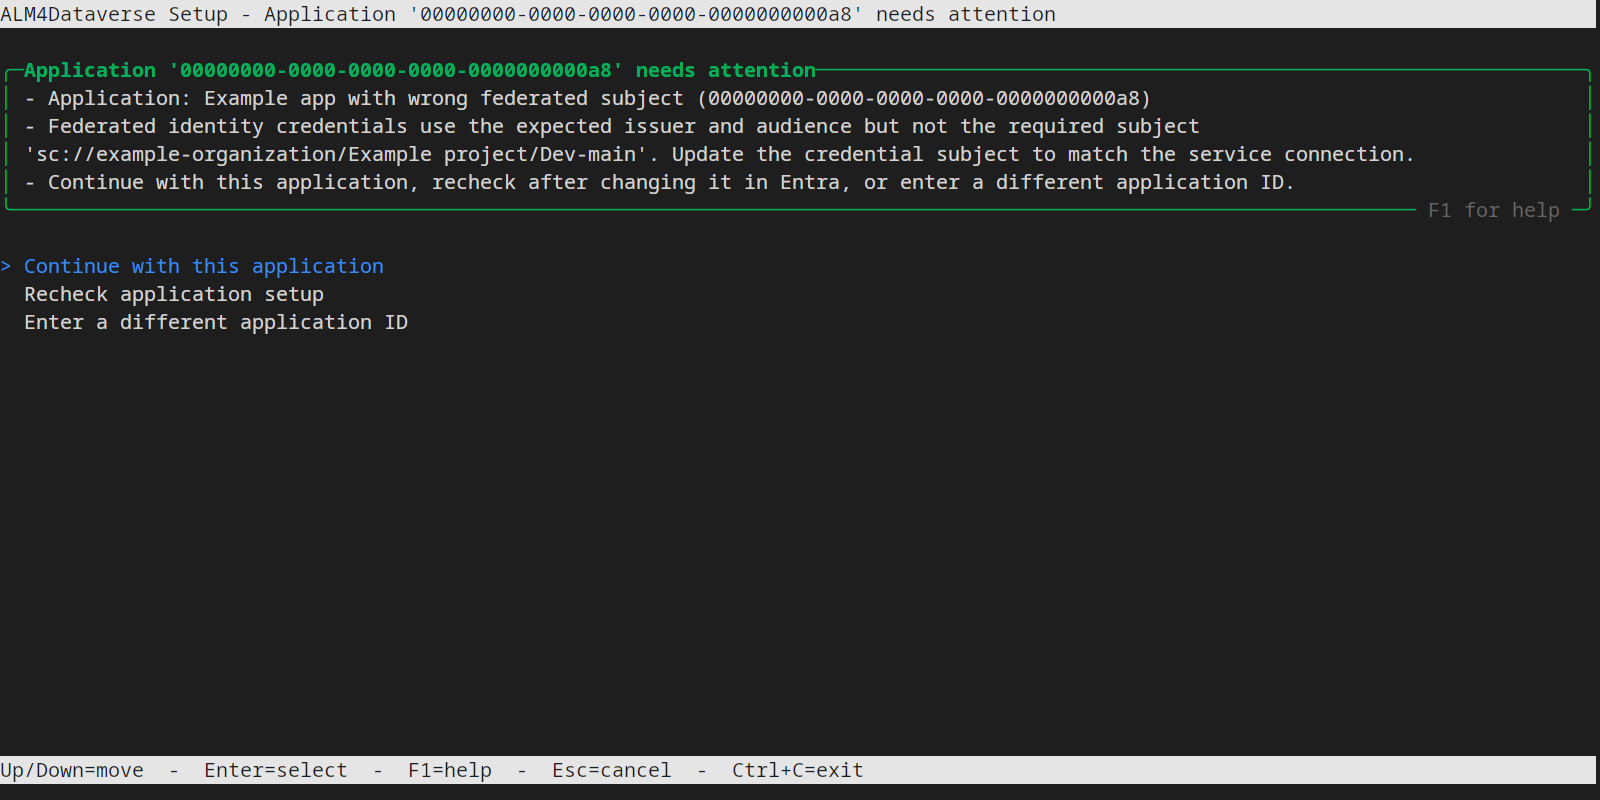 ALM4Dataverse Setup - Application '00000000-0000-0000-0000-0000000000a8' needs attention
Application '00000000-0000-0000-0000-0000000000a8' needs attention
- Application: Example app with wrong federated subject (00000000-0000-0000-0000-0000000000a8)
- Federated identity credentials use the expected issuer and audience but not the required subject
'sc://example-organization/Example project/Dev-main'. Update the credential subject to match the service connection.
- Continue with this application, recheck after changing it in Entra, or enter a different application ID.
F1 for help
> Continue with this application
Recheck application setup
Enter a different application ID
Up/Down=move  -  Enter=select  -  F1=help  -  Esc=cancel  -  Ctrl+C=exit